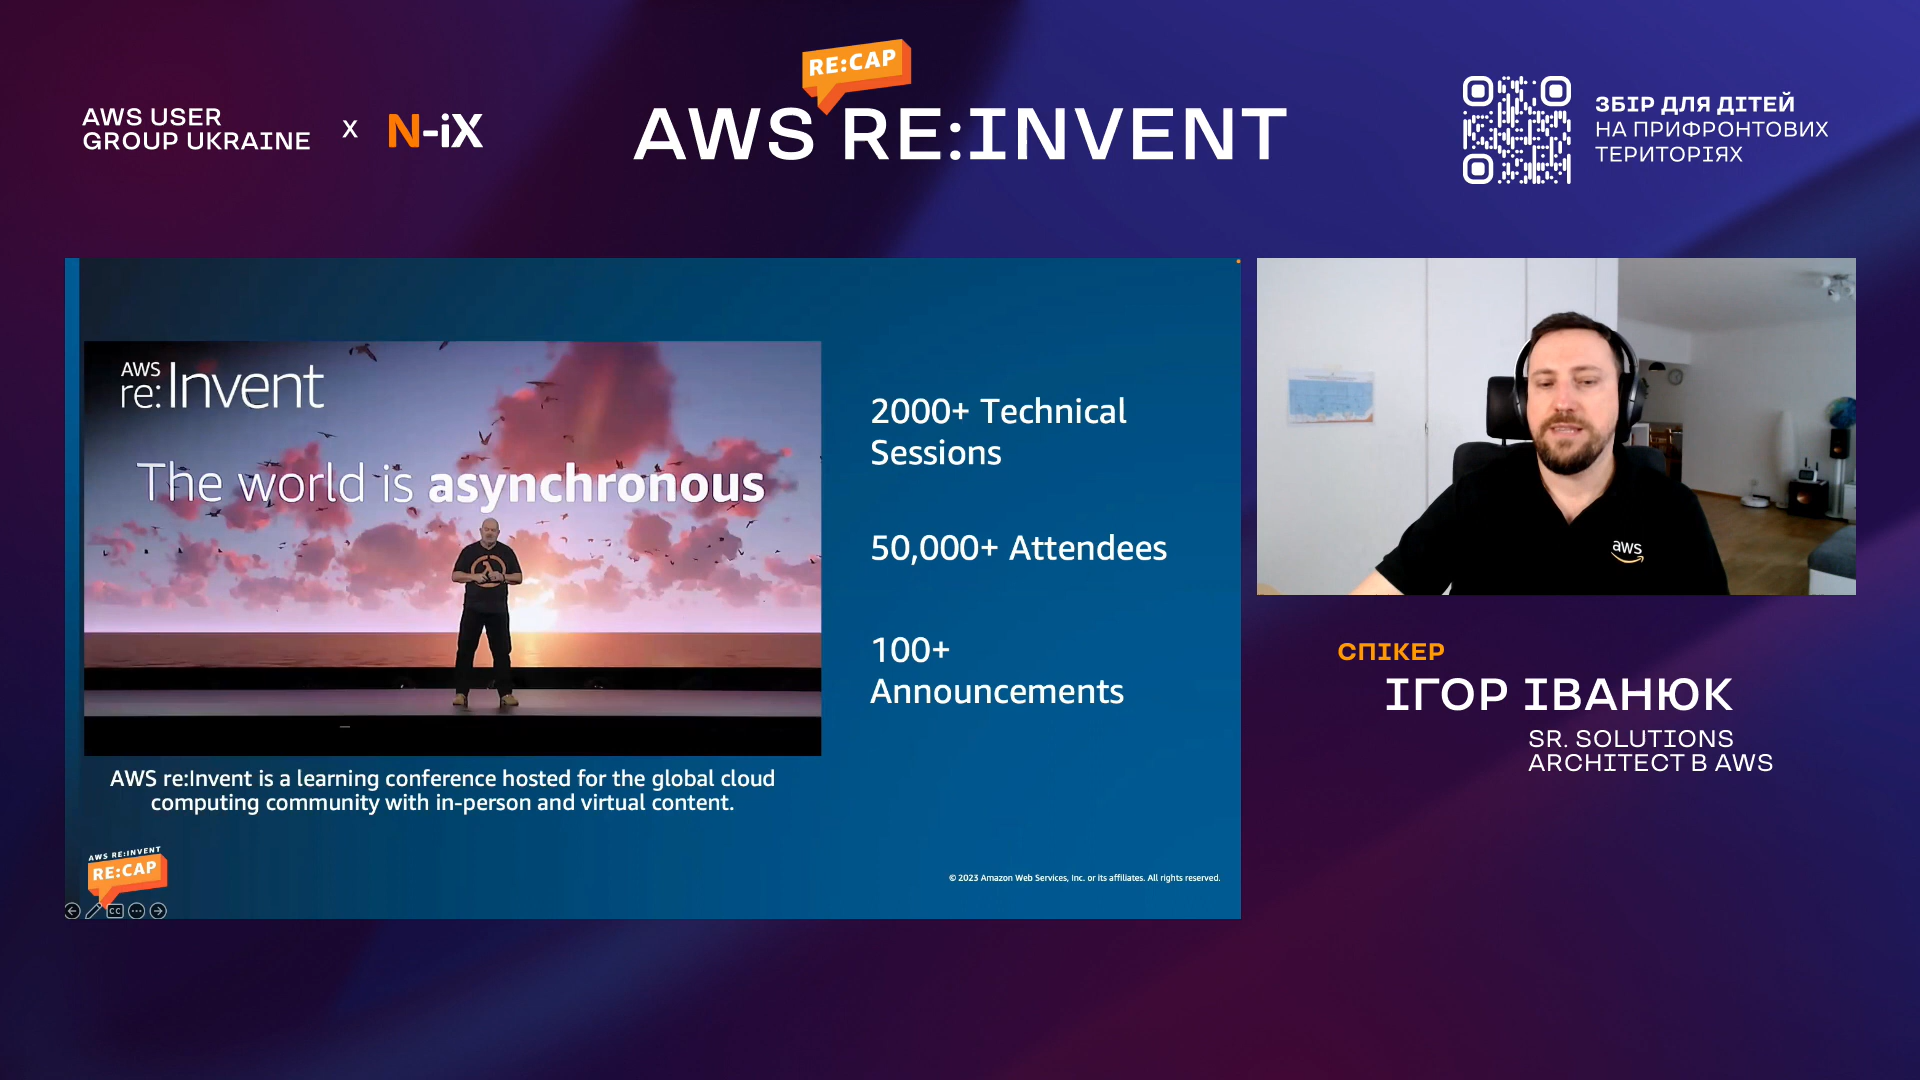 AWS USER
GROUP UKRAINE
X
N-iX
RE:CAP
AWS RE:INVENT
ЗБІР ДЛЯ ДІТЕЙ
НА ПРИФРОНТОВИХ
ТЕРИТОРІЯХ
AWS
re:Invent
The world is asynchronous
AWS re:Invent is a learning conference hosted for the global cloud
computing community with in-person and virtual content.
2000+ Technical
Sessions
50,000+ Attendees
100+
Announcements
AWS RE:INVENT
RE:CAP
CC
© 2023 Amazon Web Services, Inc. or its affiliates. All rights reserved.
aws
СПІКЕР
ІГОР ІВАНЮК
SR. SOLUTIONS
ARCHITECT В AWS